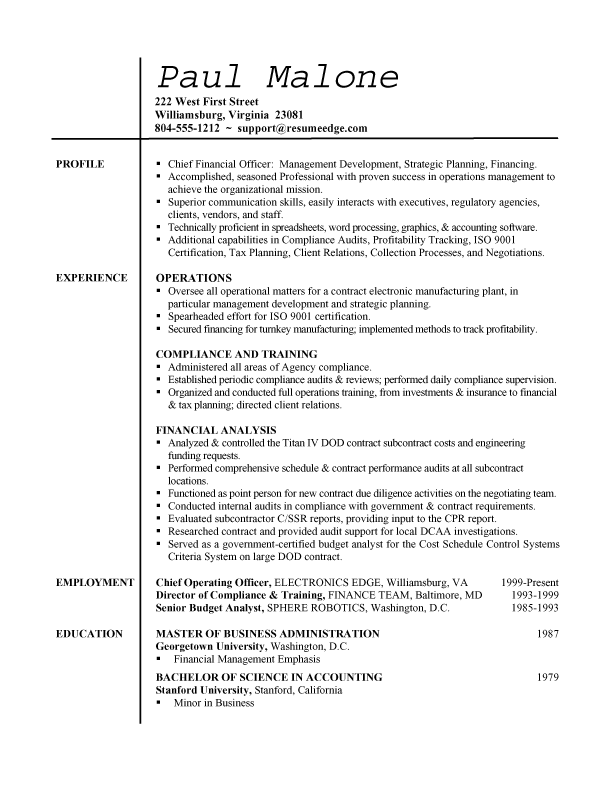 Paul Malone
222 West First Street
Williamsburg, Virginia 23081
804-555-1212 ~ support@resumeedge.com
PROFILE
▪ Chief Financial Officer: Management Development, Strategic Planning, Financing.
▪ Accomplished, seasoned Professional with proven success in operations management to
achieve the organizational mission.
▪ Superior communication skills, easily interacts with executives, regulatory agencies,
clients, vendors, and staff.
▪ Technically proficient in spreadsheets, word processing, graphics, & accounting software.
▪ Additional capabilities in Compliance Audits, Profitability Tracking, ISO 9001
Certification, Tax Planning, Client Relations, Collection Processes, and Negotiations.
EXPERIENCE
OPERATIONS
▪ Oversee all operational matters for a contract electronic manufacturing plant, in
particular management development and strategic planning.
▪ Spearheaded effort for ISO 9001 certification.
▪ Secured financing for turnkey manufacturing; implemented methods to track profitability.
COMPLIANCE AND TRAINING
▪ Administered all areas of Agency compliance.
▪ Established periodic compliance audits & reviews; performed daily compliance supervision.
▪ Organized and conducted full operations training, from investments & insurance to financial
& tax planning; directed client relations.
FINANCIAL ANALYSIS
▪ Analyzed & controlled the Titan IV DOD contract subcontract costs and engineering
funding requests.
▪ Performed comprehensive schedule & contract performance audits at all subcontract
locations.
▪ Functioned as point person for new contract due diligence activities on the negotiating team.
▪ Conducted internal audits in compliance with government & contract requirements.
▪ Evaluated subcontractor C/SSR reports, providing input to the CPR report.
▪ Researched contract and provided audit support for local DCAA investigations.
▪ Served as a government-certified budget analyst for the Cost Schedule Control Systems
Criteria System on large DOD contract.
EMPLOYMENT
Chief Operating Officer, ELECTRONICS EDGE, Williamsburg, VA 1999-Present
Director of Compliance & Training, FINANCE TEAM, Baltimore, MD 1993-1999
Senior Budget Analyst, SPHERE ROBOTICS, Washington, D.C. 1985-1993
EDUCATION
MASTER OF BUSINESS ADMINISTRATION 1987
Georgetown University, Washington, D.C.
▪ Financial Management Emphasis
BACHELOR OF SCIENCE IN ACCOUNTING 1979
Stanford University, Stanford, California
▪ Minor in Business